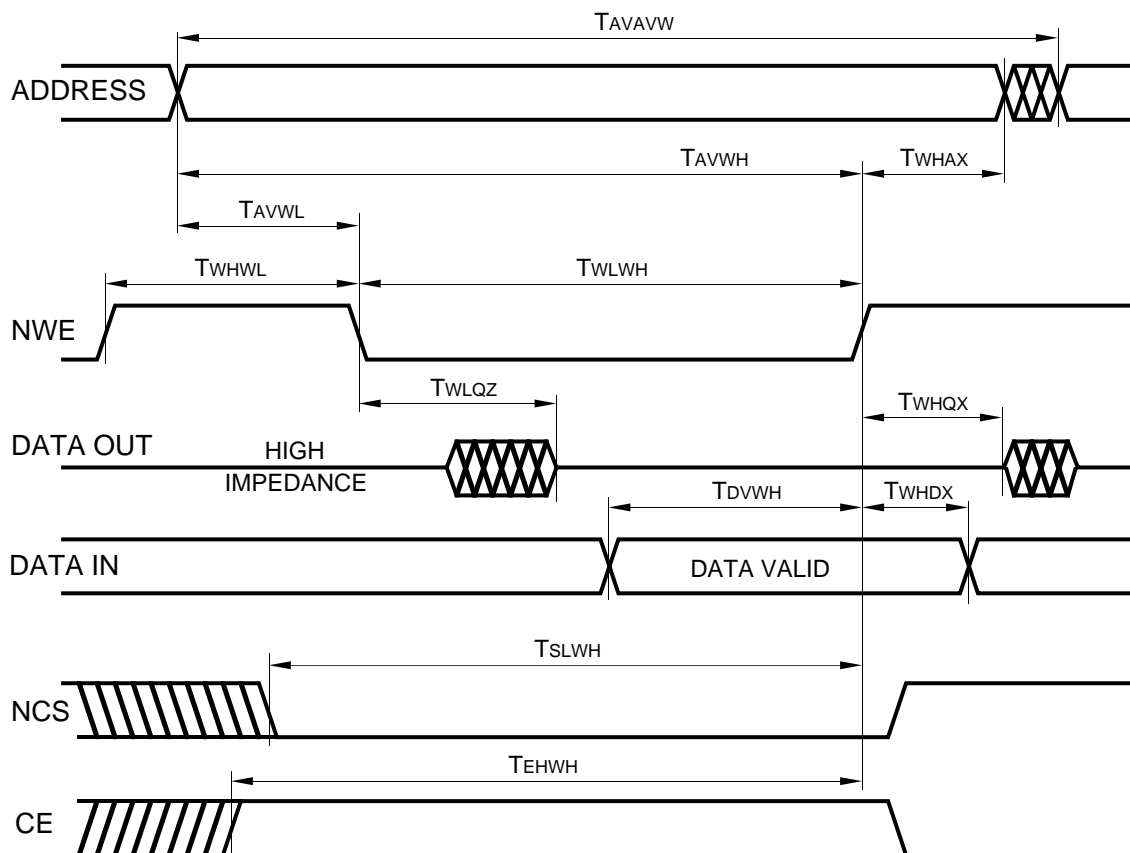 TAVAVW
ADDRESS
TAVWH
TWHAX
TAVWL
TWHWL
TWLWH
NWE
TWLQZ
TWHQX
DATA OUT
HIGH
IMPEDANCE
TDVWH
TWHDX
DATA IN
DATA VALID
TSLWH
NCS
TEHWH
CE